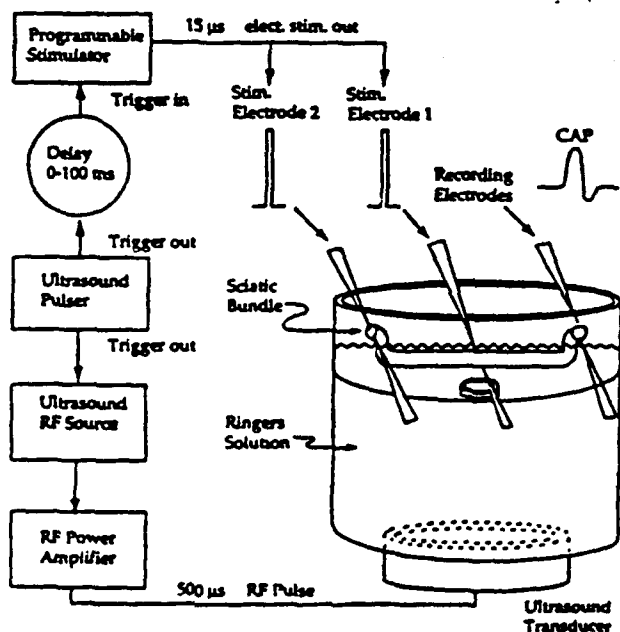 Programmable
Stimulator
15 µs elect. stim. out
Trigger in
Stim.
Electrode 2
Stim.
Electrode 1
CAP
Delay
0-100 ms
Recording
Electrodes
Trigger out
Ultrasound
Pulser
Sciatic
Bundle
Trigger out
Ultrasound
RF Source
Ringers
Solution
RF Power
Amplifier
500 µs RF Pulse
Ultrasound
Transducer